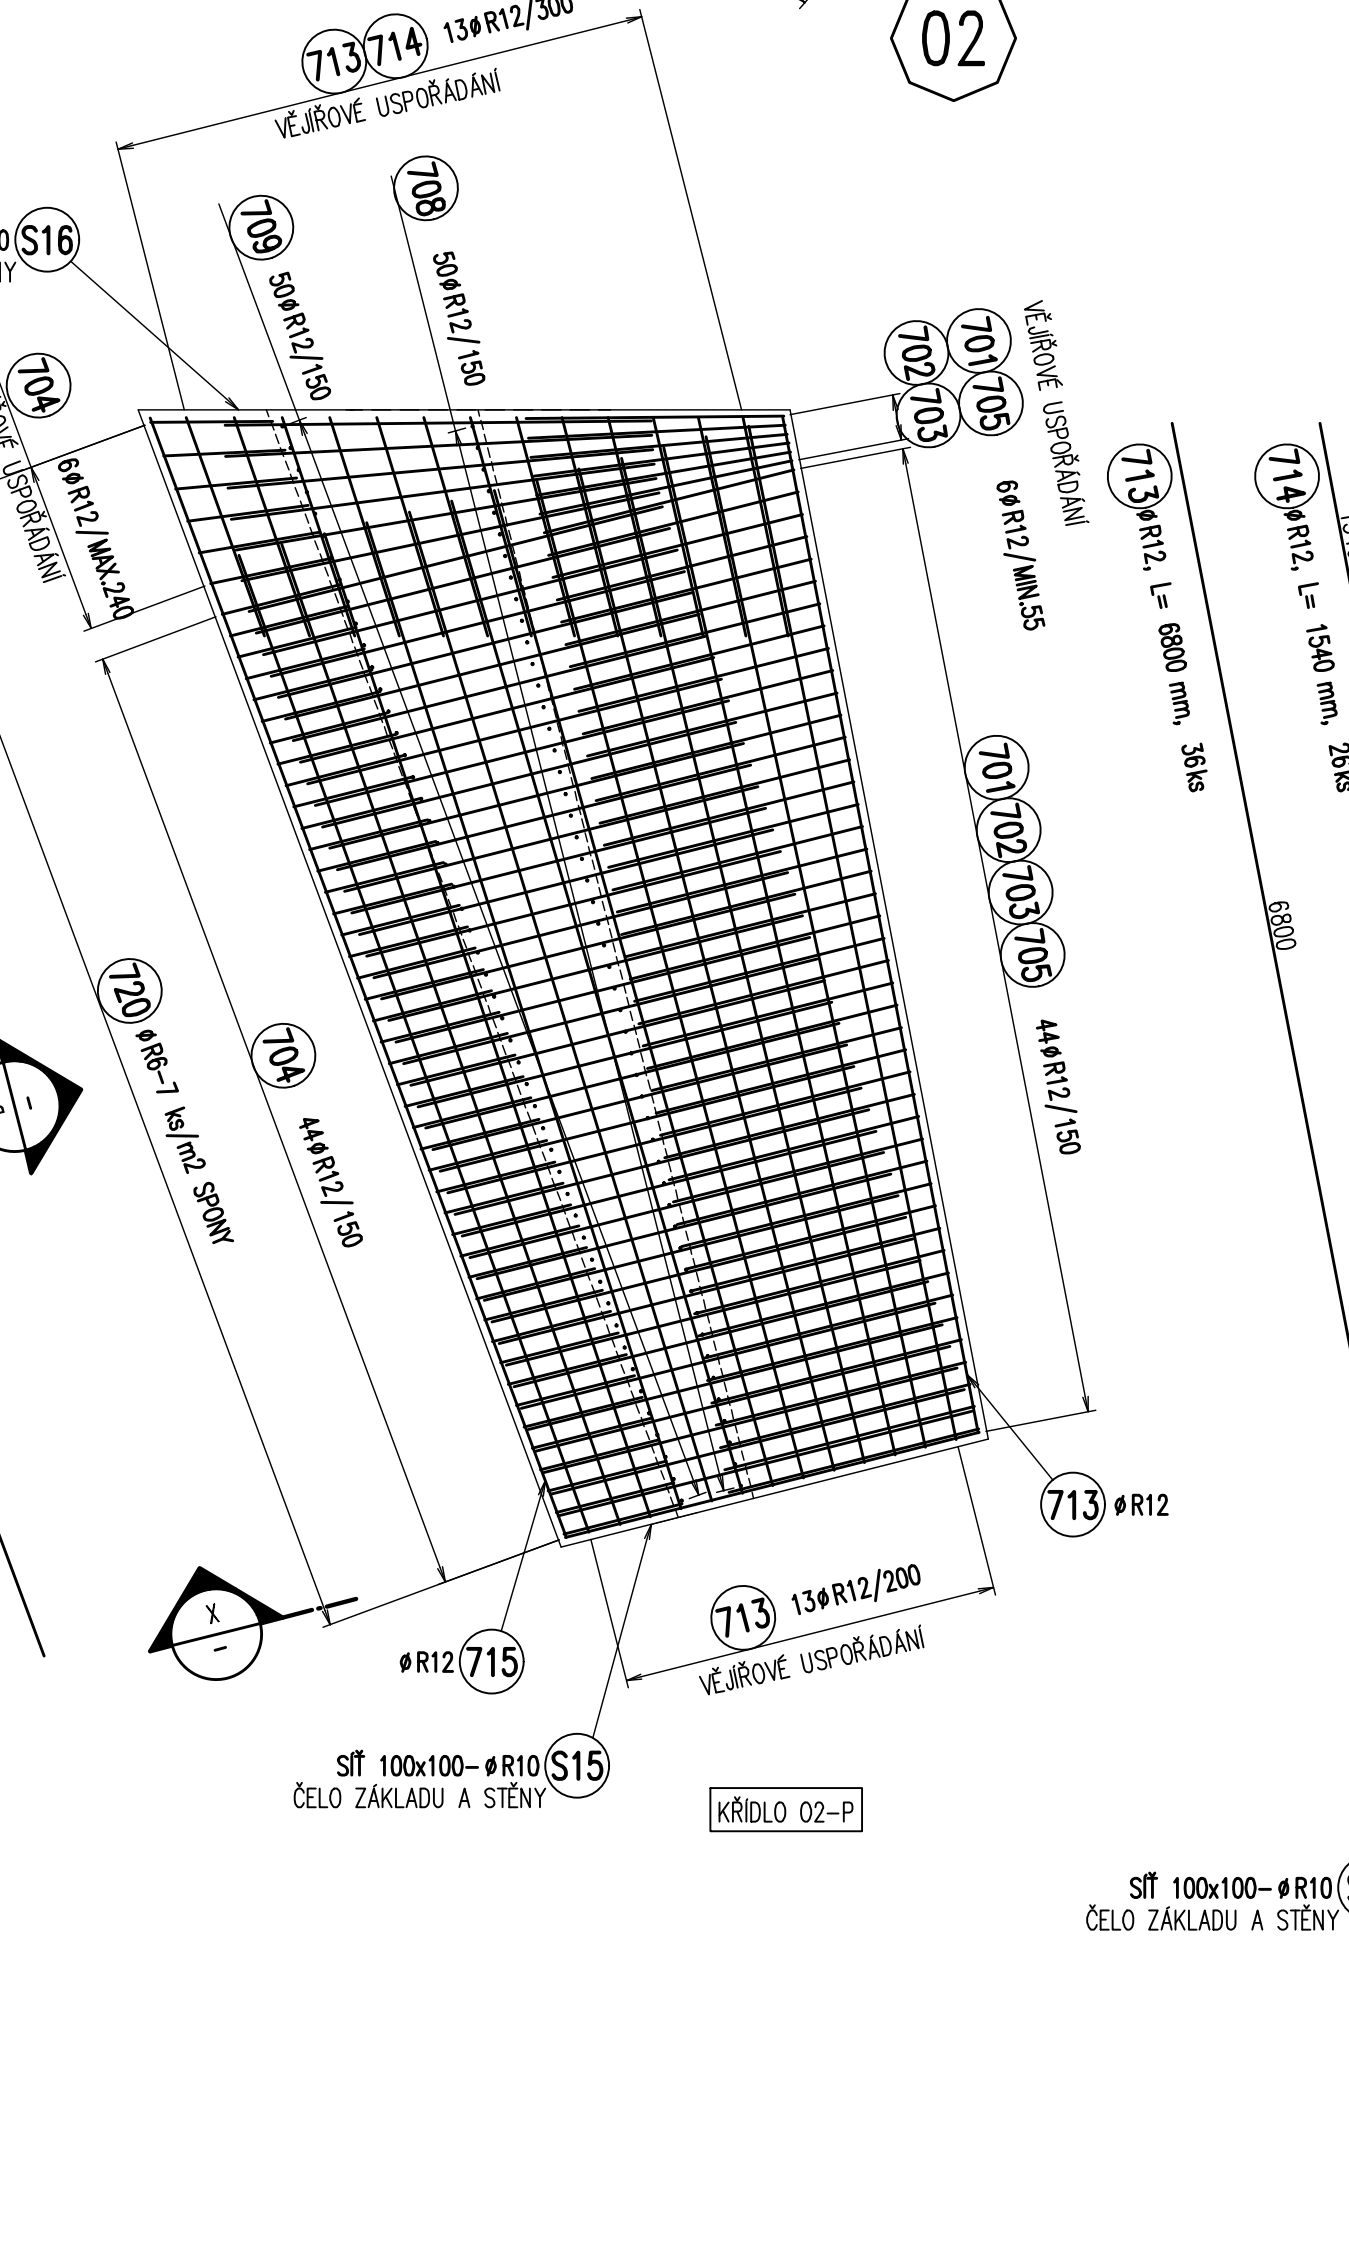 713 714 13øR12/300
VĚJÍŘOVÉ USPOŘÁDÁNÍ
02
708
50øR12/150
709
50øR12/150
S16
704
6øR12/MAX.240
USPOŘÁDÁNÍ
702 701
703 705
VĚJÍŘOVÉ USPOŘÁDÁNÍ
6øR12/MIN.55
713 øR12, L= 6800 mm, 36ks
6800
714 øR12, L= 1540 mm, 26ks
701 702 703 705 44øR12/150
720 øR6-7 ks/m2 SPONY
704 44øR12/150
X
-
713 øR12
713 13øR12/200
VĚJÍŘOVÉ USPOŘÁDÁNÍ
øR12 715
SÍŤ 100x100-øR10 S15
ČELO ZÁKLADU A STĚNY
KŘÍDLO O2-P
SÍŤ 100x100-øR10
ČELO ZÁKLADU A STĚNY